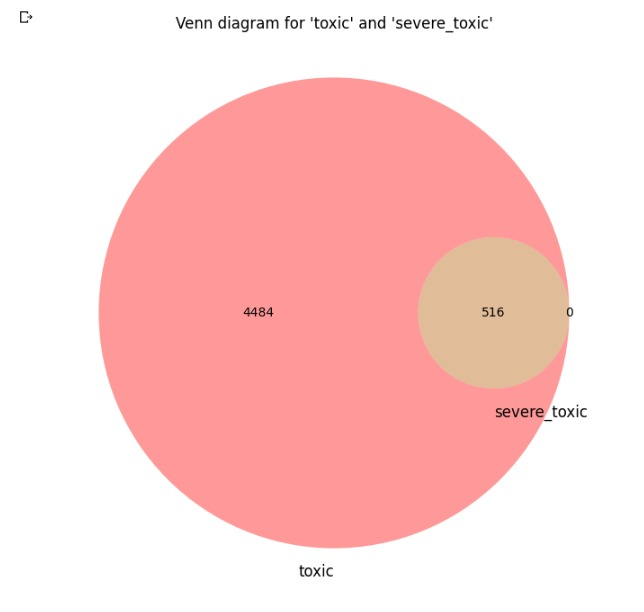 Venn diagram for 'toxic' and 'severe_toxic'
4484
516
0
severe_toxic
toxic